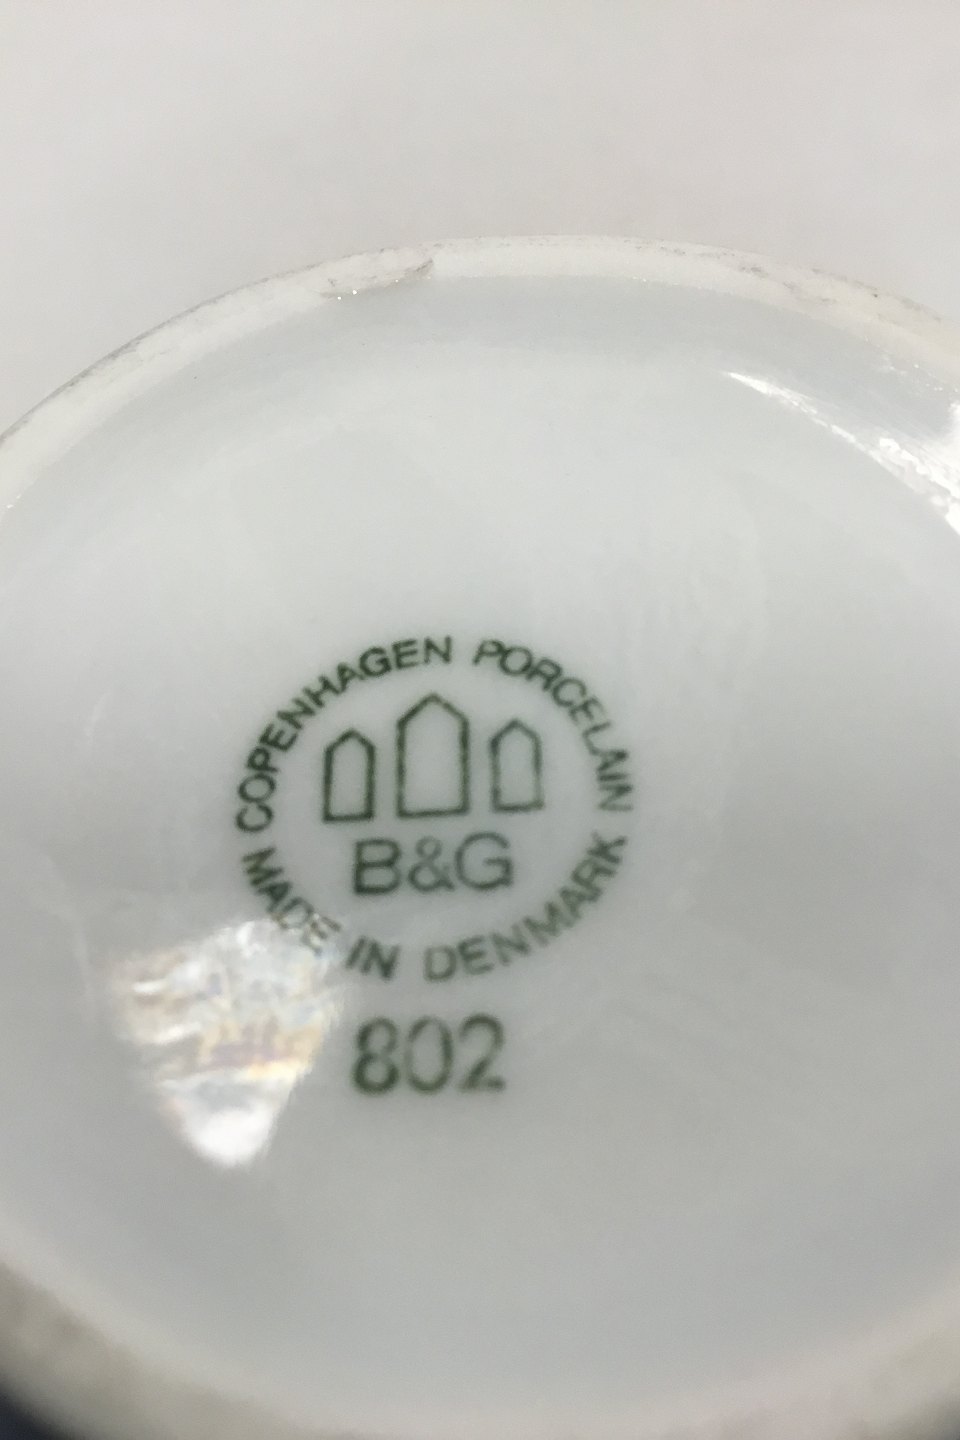 COPENHAGEN PORCELAIN
B&G
MADE IN DENMARK
802